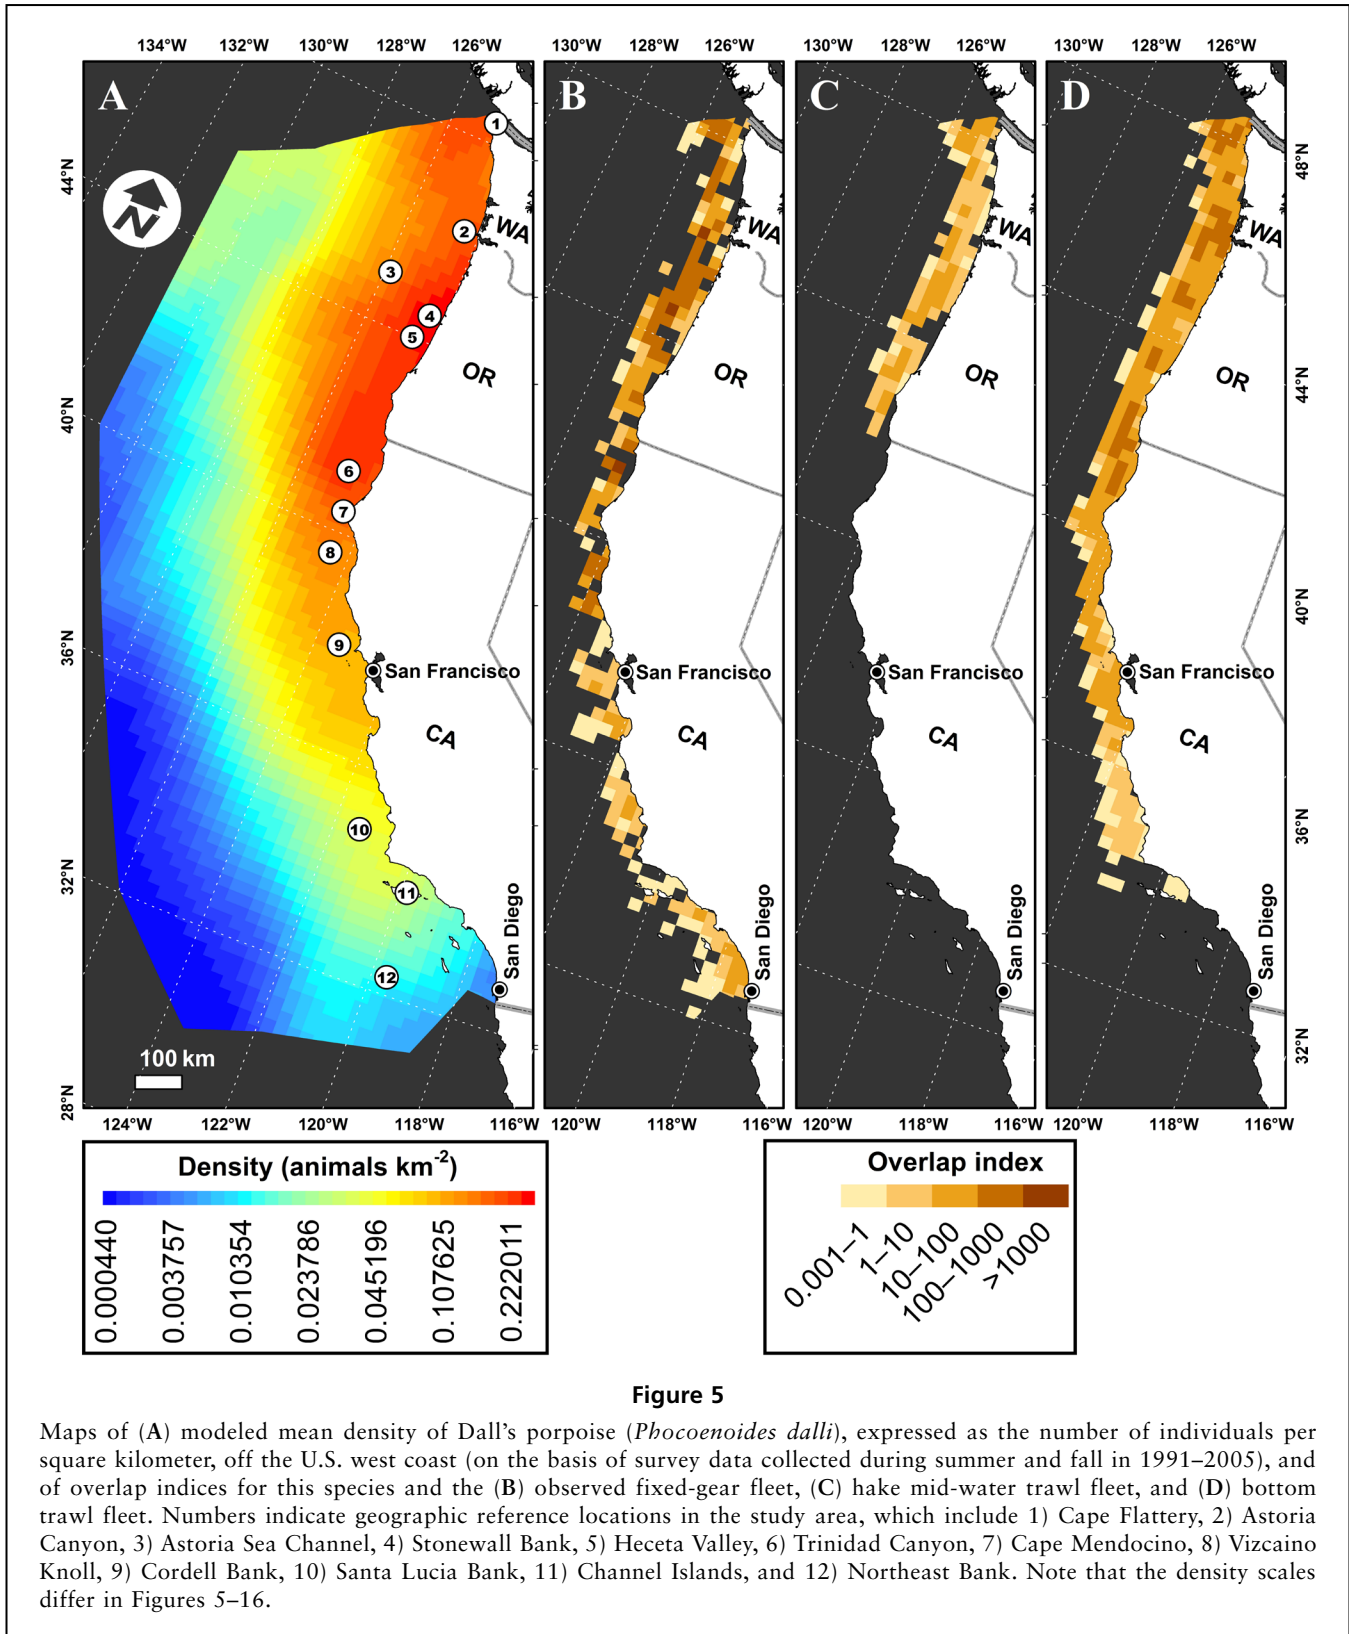 134°W 132°W 130°W 128°W 126°W
130°W 128°W 126°W
130°W 128°W 126°W
130°W 128°W 126°W
A
B
C
D
44°N
40°N
36°N
32°N
28°N
N
1
2
3
4
5
6
7
8
9
10
11
12
WA
OR
CA
San Francisco
San Diego
100 km
WA
OR
CA
San Francisco
San Diego
WA
OR
CA
San Francisco
San Diego
WA
OR
CA
San Francisco
San Diego
48°N
44°N
40°N
36°N
32°N
124°W 122°W 120°W 118°W 116°W
120°W 118°W 116°W
120°W 118°W 116°W
120°W 118°W 116°W
Density (animals km-2)
0.000440
0.003757
0.010354
0.023786
0.045196
0.107625
0.222011
Overlap index
0.001–1
1–10
10–100
100–1000
>1000
Figure 5
Maps of (A) modeled mean density of Dall's porpoise (Phocoenoides dalli), expressed as the number of individuals per
square kilometer, off the U.S. west coast (on the basis of survey data collected during summer and fall in 1991–2005), and
of overlap indices for this species and the (B) observed fixed-gear fleet, (C) hake mid-water trawl fleet, and (D) bottom
trawl fleet. Numbers indicate geographic reference locations in the study area, which include 1) Cape Flattery, 2) Astoria
Canyon, 3) Astoria Sea Channel, 4) Stonewall Bank, 5) Heceta Valley, 6) Trinidad Canyon, 7) Cape Mendocino, 8) Vizcaino
Knoll, 9) Cordell Bank, 10) Santa Lucia Bank, 11) Channel Islands, and 12) Northeast Bank. Note that the density scales
differ in Figures 5–16.